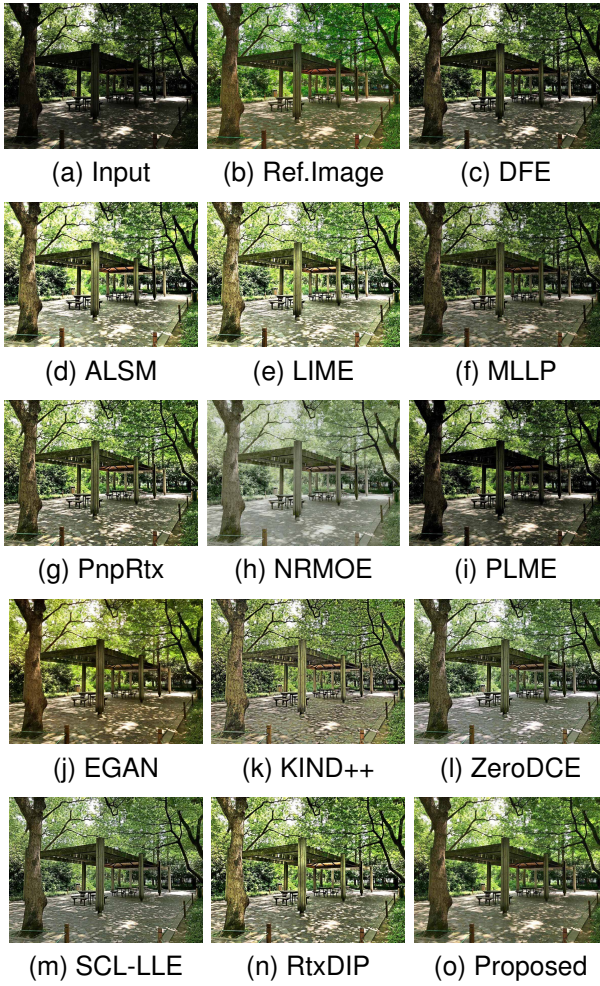 (a) Input (b) Ref.Image (c) DFE
(d) ALSM (e) LIME (f) MLLP
(g) PnpRtx (h) NRMOE (i) PLME
(j) EGAN (k) KIND++ (l) ZeroDCE
(m) SCL-LLE (n) RtxDIP (o) Proposed